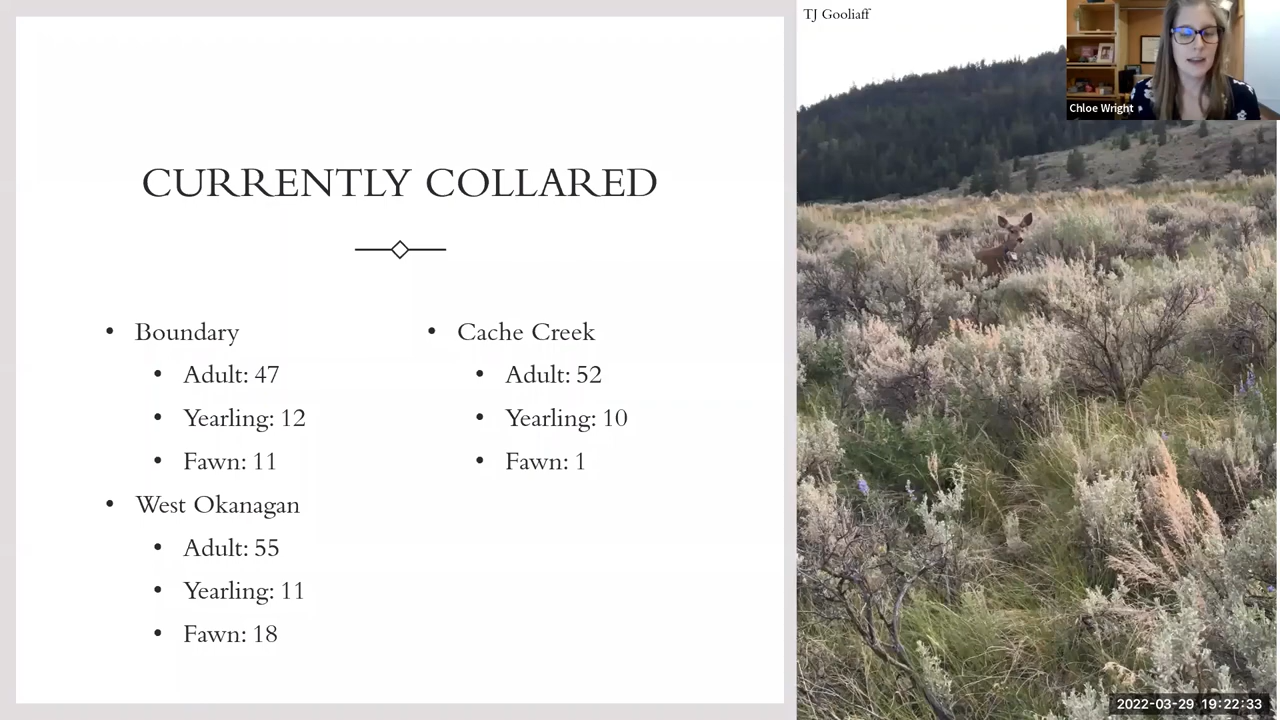 CURRENTLY COLLARED
• Boundary
• Adult: 47
• Yearling: 12
• Fawn: 11
• West Okanagan
• Adult: 55
• Yearling: 11
• Fawn: 18
• Cache Creek
• Adult: 52
• Yearling: 10
• Fawn: 1
TJ Gooliaff
Chloe Wright
2022-03-29 19:22:33